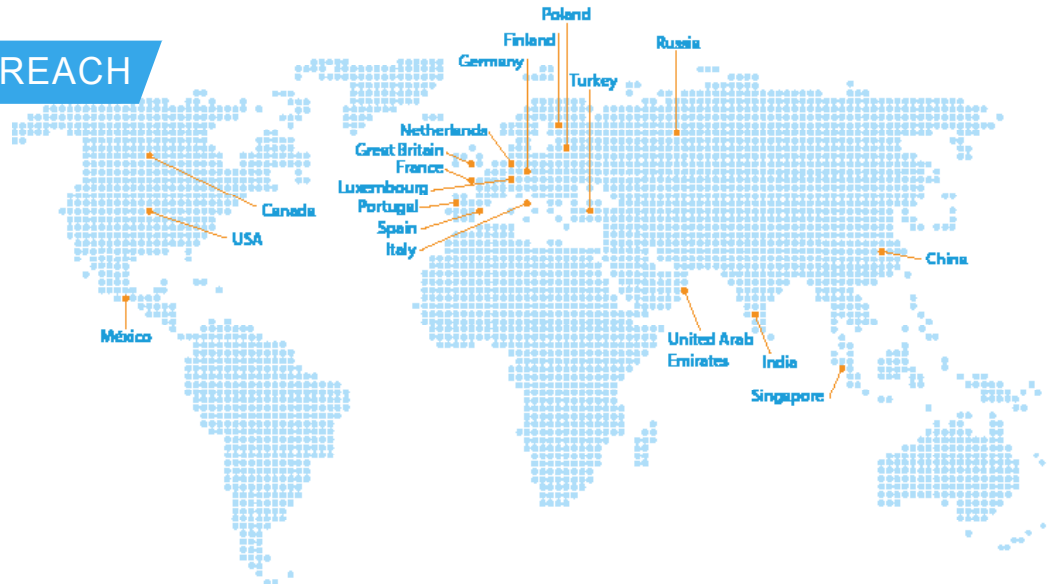 REACH
Poland
Finland
Russia
Germany
Turkey
Netherlands
Great Britain
France
Luxembourg
Portugal
Spain
Italy
Canada
USA
China
México
United Arab
Emirates
India
Singapore